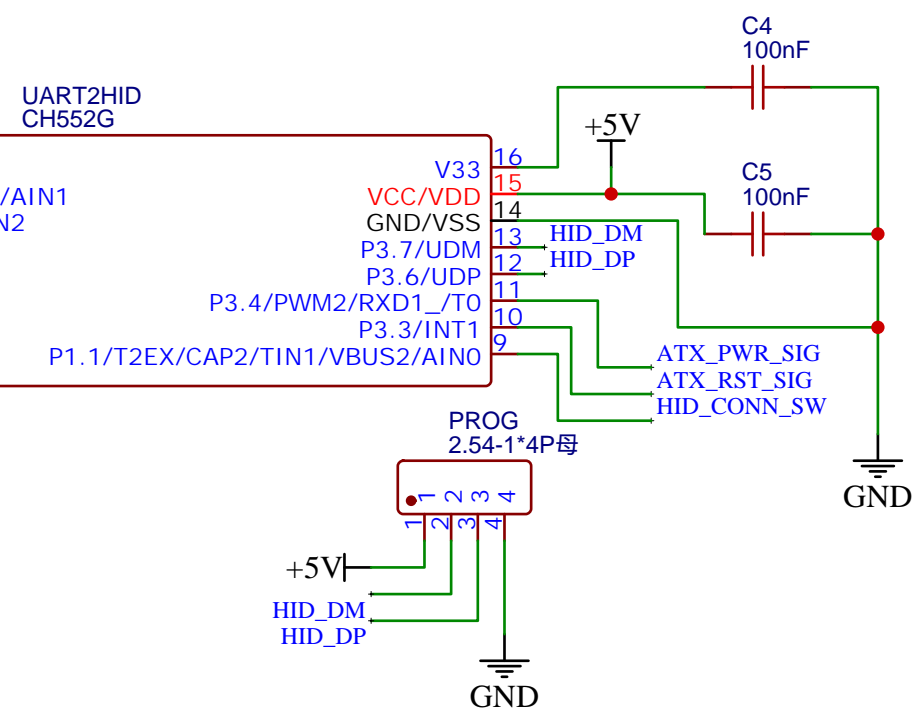 C4
100nF
UART2HID
CH552G
+5V
V33
16
/AIN1
VCC/VDD
15
C5
100nF
N2
GND/VSS
14
P3.7/UDM
13
HID_DM
P3.6/UDP
12
HID_DP
P3.4/PWM2/RXD1_/T0
11
P3.3/INT1
10
P1.1/T2EX/CAP2/TIN1/VBUS2/AIN0
9
ATX_PWR_SIG
ATX_RST_SIG
HID_CONN_SW
PROG
2.54-1*4P母
GND
1 2 3 4
1 2 3 4
+5V
HID_DM
HID_DP
GND